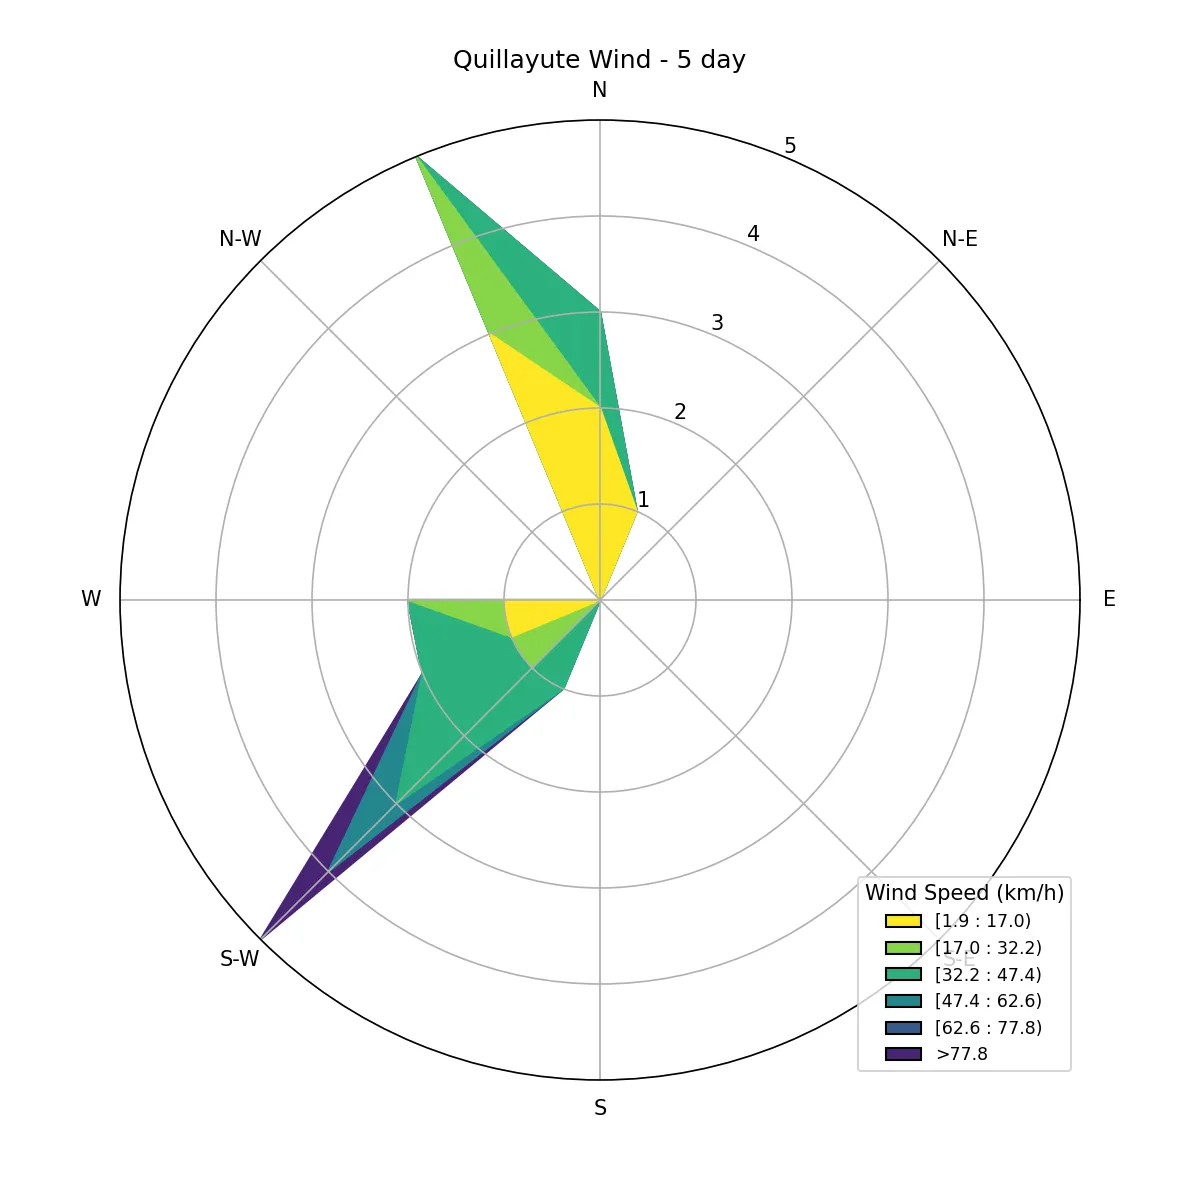 Quillayute Wind - 5 day
N
5
N-W
N-E
4
3
2
1
W
E
S-W
S-E
S
Wind Speed (km/h)
[1.9 : 17.0)
[17.0 : 32.2)
[32.2 : 47.4)
[47.4 : 62.6)
[62.6 : 77.8)
>77.8